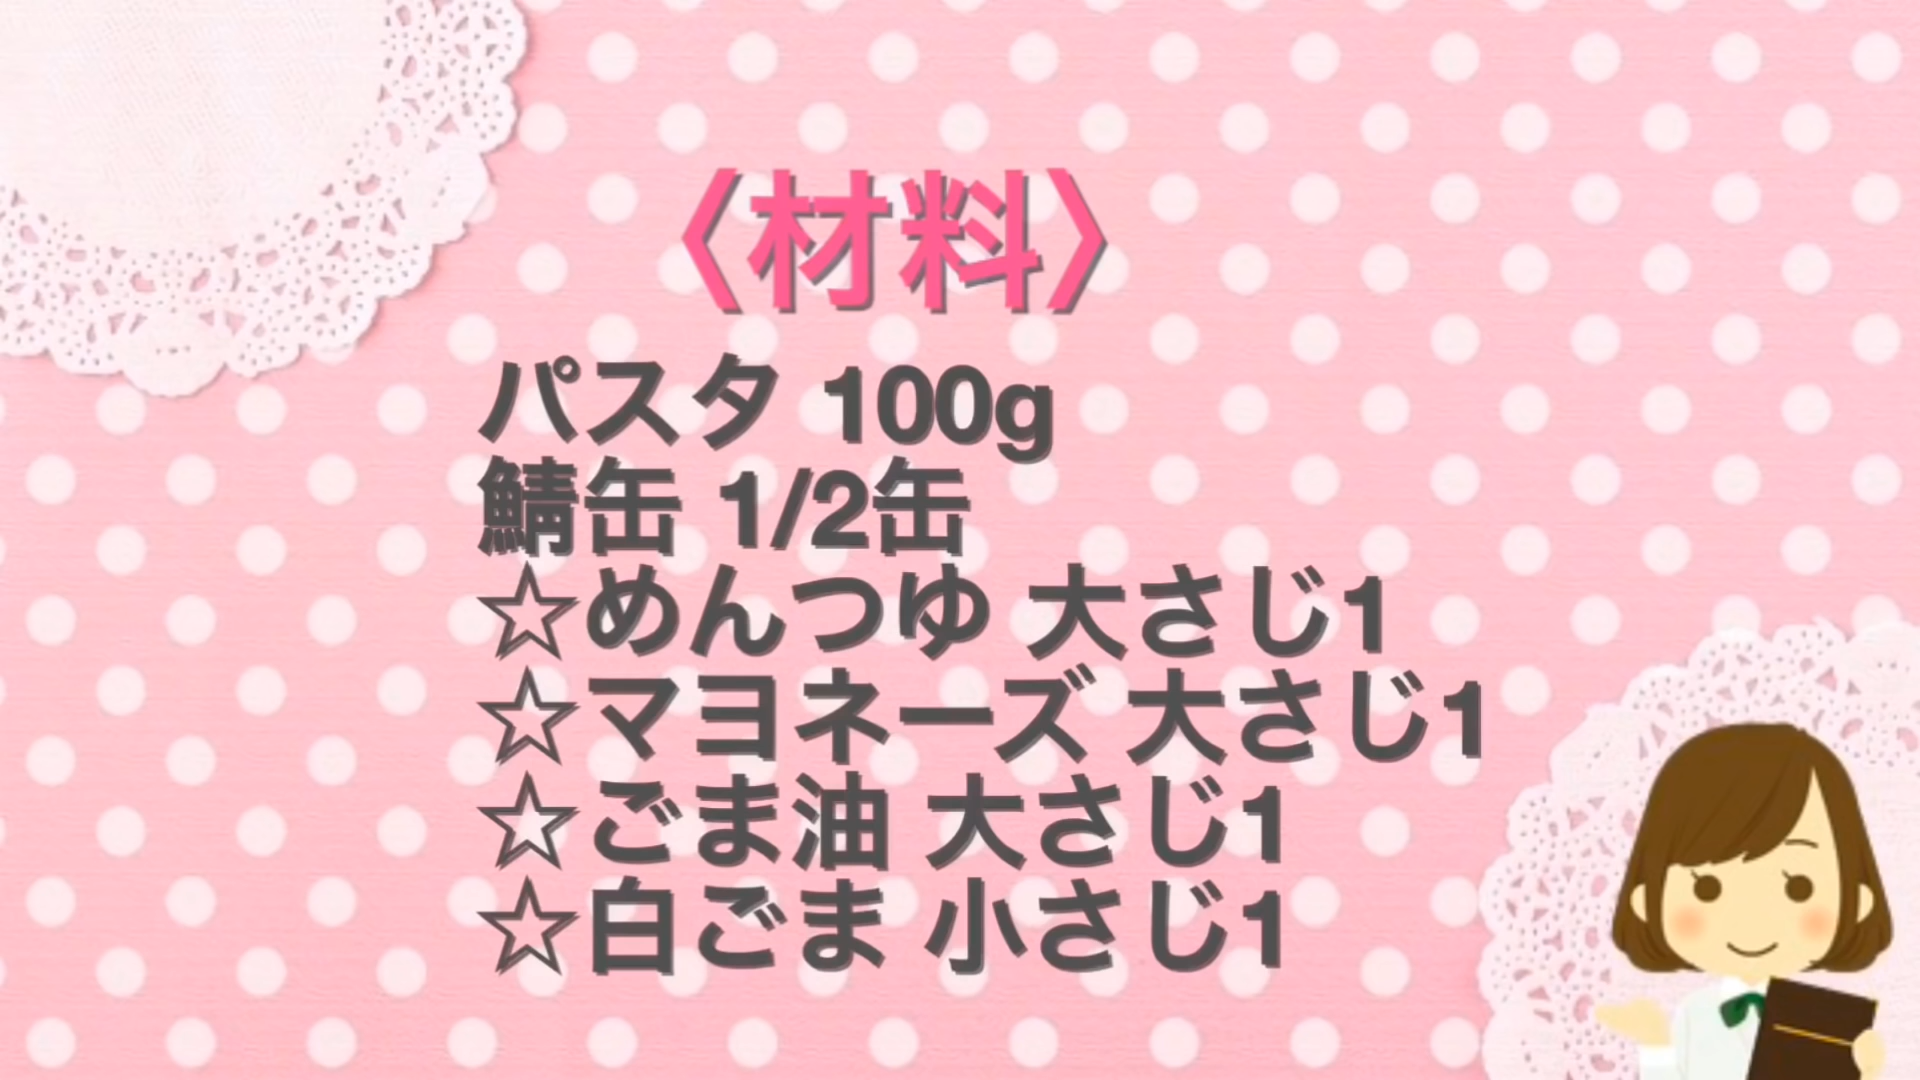 〈材料〉
パスタ 100g
鯖缶 1/2缶
☆めんつゆ 大さじ1
☆マヨネーズ 大さじ1
☆ごま油 大さじ1
☆白ごま 小さじ1